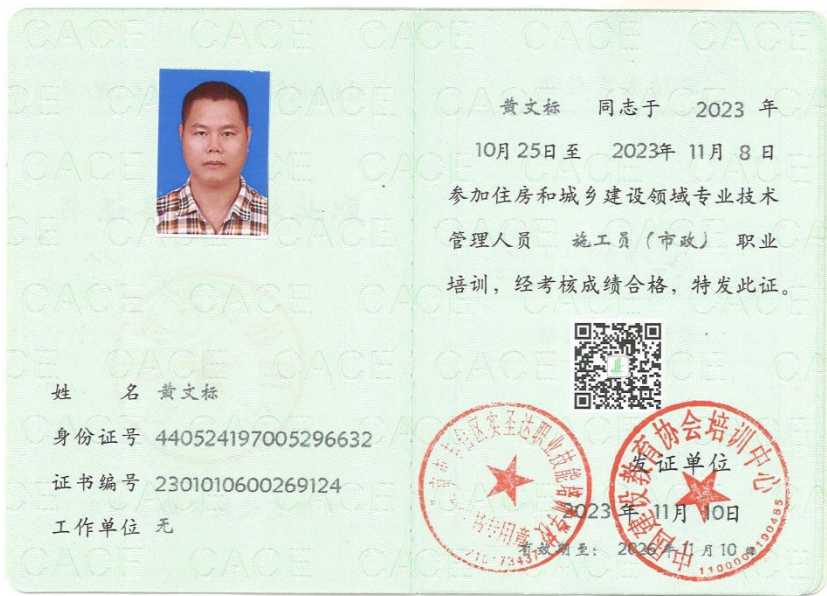 黄文标 同志于 2023 年
10月 25日至 2023年 11月 8 日
参加住房和城乡建设领域专业技术
管理人员 施工员（市政） 职业
培训，经考核成绩合格，特发此证。
姓 名 黄文标
身份证号 440524197005296632
证书编号 2301010600269124
工作单位 无
发证单位
2023 年 11月 10日
有效期至： 2026年 11 月 10 日
中国建设教育协会培训中心
1100000190485
CACE